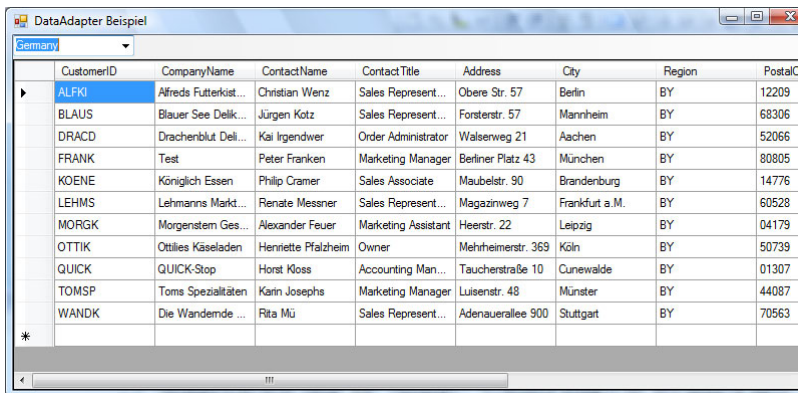 DataAdapter Beispiel
Germany
CustomerID CompanyName ContactName ContactTitle Address City Region PostalC
ALFKI Alfreds Futterkist... Christian Wenz Sales Represent... Obere Str. 57 Berlin BY 12209
BLAUS Blauer See Delik... Jürgen Kotz Sales Represent... Forsterstr. 57 Mannheim BY 68306
DRACD Drachenblut Deli... Kai Irgendwer Order Administrator Walserweg 21 Aachen BY 52066
FRANK Test Peter Franken Marketing Manager Berliner Platz 43 München BY 80805
KOENE Königlich Essen Philip Cramer Sales Associate Maubelstr. 90 Brandenburg BY 14776
LEHMS Lehmanns Markt... Renate Messner Sales Represent... Magazinweg 7 Frankfurt a.M. BY 60528
MORGK Morgenstern Ges... Alexander Feuer Marketing Assistant Heerstr. 22 Leipzig BY 04179
OTTIK Ottilies Käseladen Henriette Pfalzheim Owner Mehrheimerstr. 369 Köln BY 50739
QUICK QUICK-Stop Horst Kloss Accounting Man... Taucherstraße 10 Cunewalde BY 01307
TOMSP Toms Spezialitäten Karin Josephs Marketing Manager Luisenstr. 48 Münster BY 44087
WANDK Die Wandernde ... Rita Mü Sales Represent... Adenauerallee 900 Stuttgart BY 70563